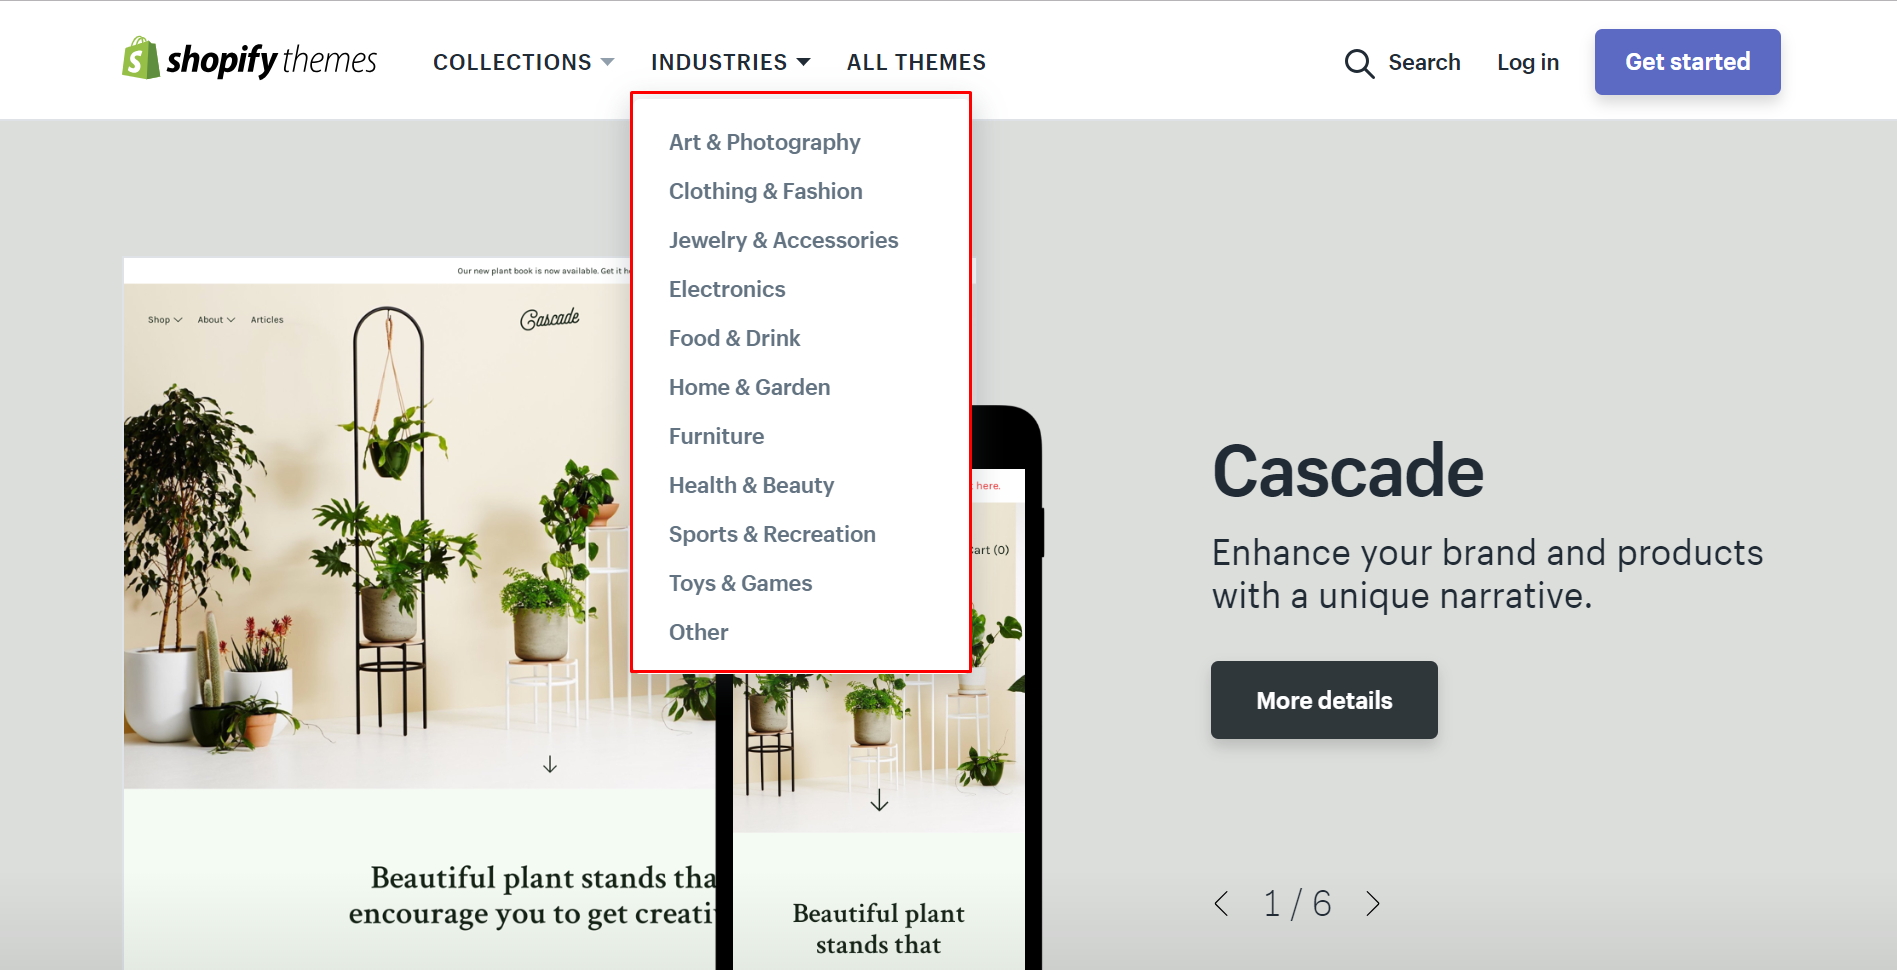 shopify themes
COLLECTIONS
INDUSTRIES
ALL THEMES
Search
Log in
Get started
Art & Photography
Clothing & Fashion
Jewelry & Accessories
Electronics
Food & Drink
Home & Garden
Furniture
Health & Beauty
Sports & Recreation
Toys & Games
Other
Our new plant book is now available. Get it
Shop
About
Articles
Cascade
here.
Cart (0)
Beautiful plant stands tha
encourage you to get creati
Beautiful plant
stands that
Cascade
Enhance your brand and products
with a unique narrative.
More details
1 / 6